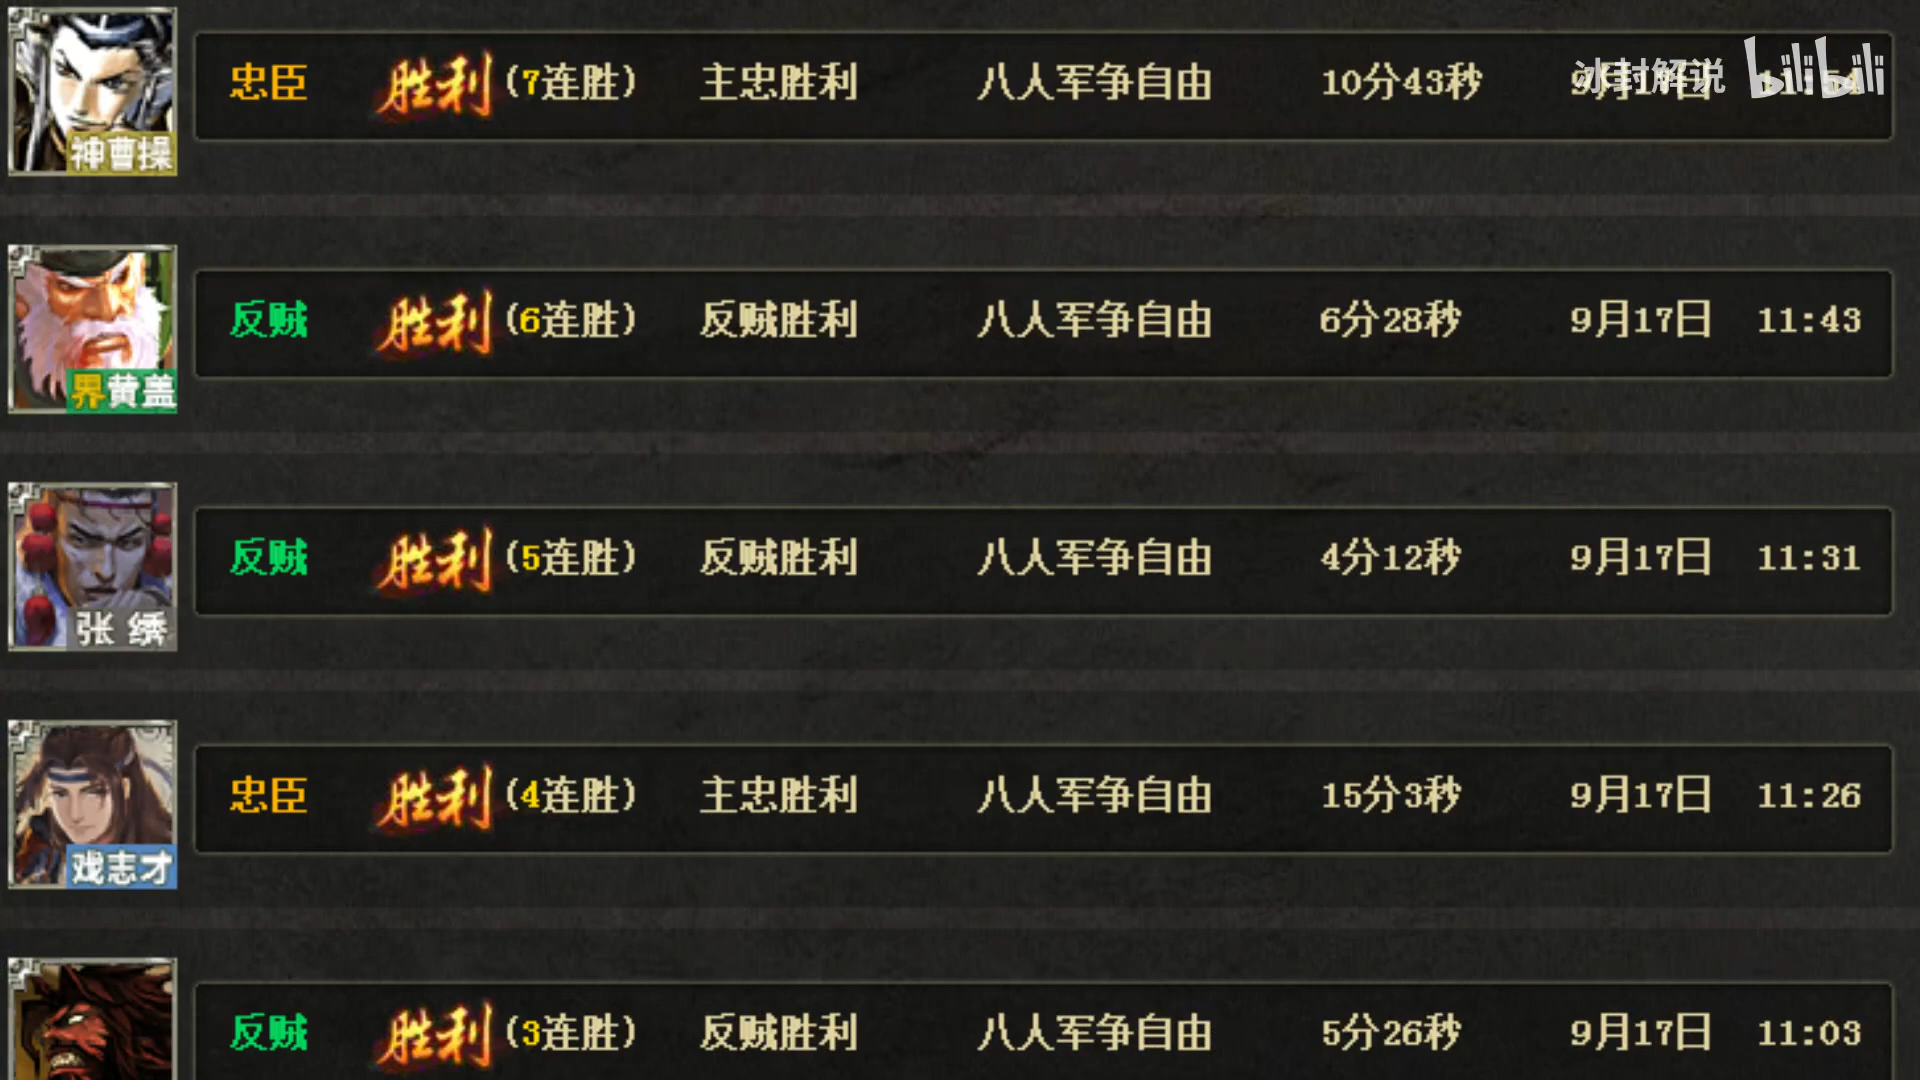 忠臣 胜利 (7连胜) 主忠胜利 八人军争自由 10分43秒 9月17日 11:54
冰封解说 bilibili
神曹操
反贼 胜利 (6连胜) 反贼胜利 八人军争自由 6分28秒 9月17日 11:43
界黄盖
反贼 胜利 (5连胜) 反贼胜利 八人军争自由 4分12秒 9月17日 11:31
张绣
忠臣 胜利 (4连胜) 主忠胜利 八人军争自由 15分3秒 9月17日 11:26
戏志才
反贼 胜利 (3连胜) 反贼胜利 八人军争自由 5分26秒 9月17日 11:03